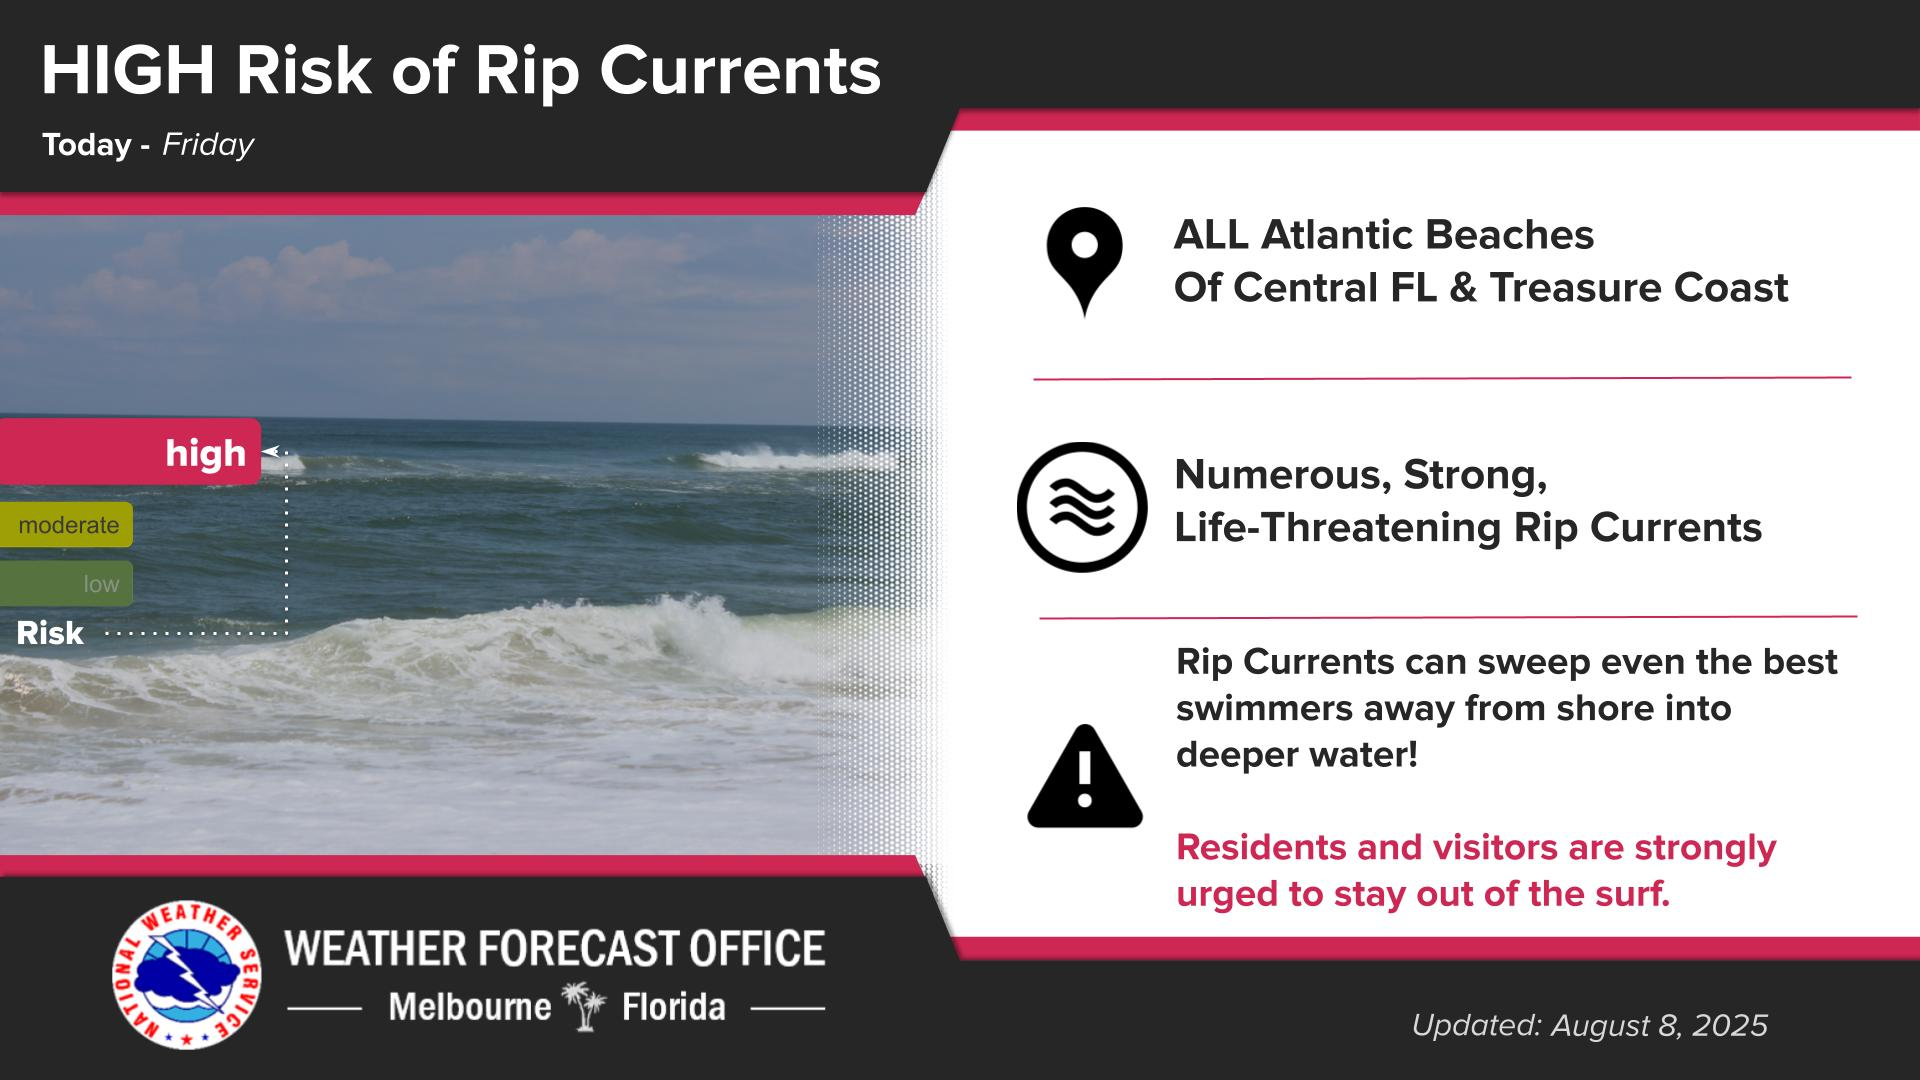 HIGH Risk of Rip Currents
Today - Friday
ALL Atlantic Beaches
Of Central FL & Treasure Coast
high
moderate
low
Risk
Numerous, Strong,
Life-Threatening Rip Currents
Rip Currents can sweep even the best
swimmers away from shore into
deeper water!
Residents and visitors are strongly
urged to stay out of the surf.
NATIONAL WEATHER SERVICE
WEATHER FORECAST OFFICE
Melbourne Florida
Updated: August 8, 2025